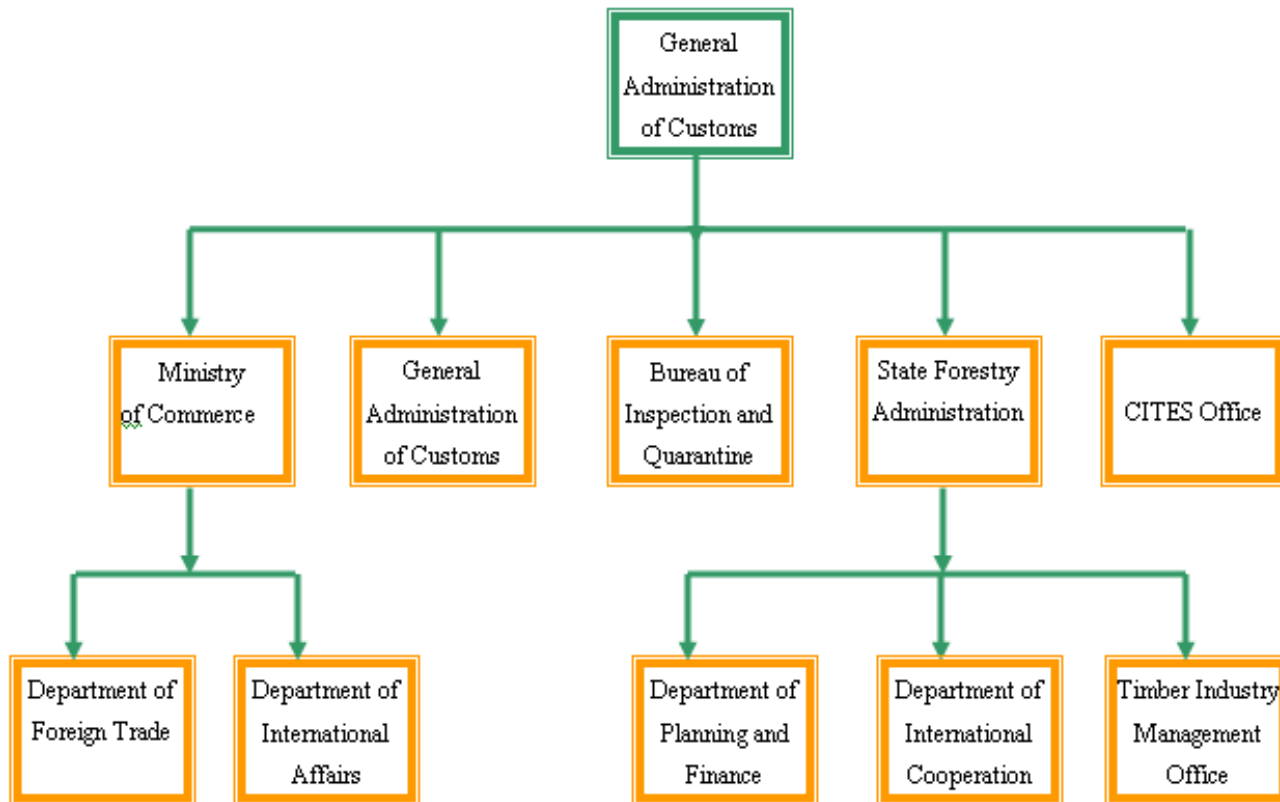 General
Administration
of Customs
Ministry
of Commerce
General
Administration
of Customs
Bureau of
Inspection and
Quarantine
State Forestry
Administration
CITES Office
Department of
Foreign Trade
Department of
International
Affairs
Department of
Planning and
Finance
Department of
International
Cooperation
Timber Industry
Management
Office